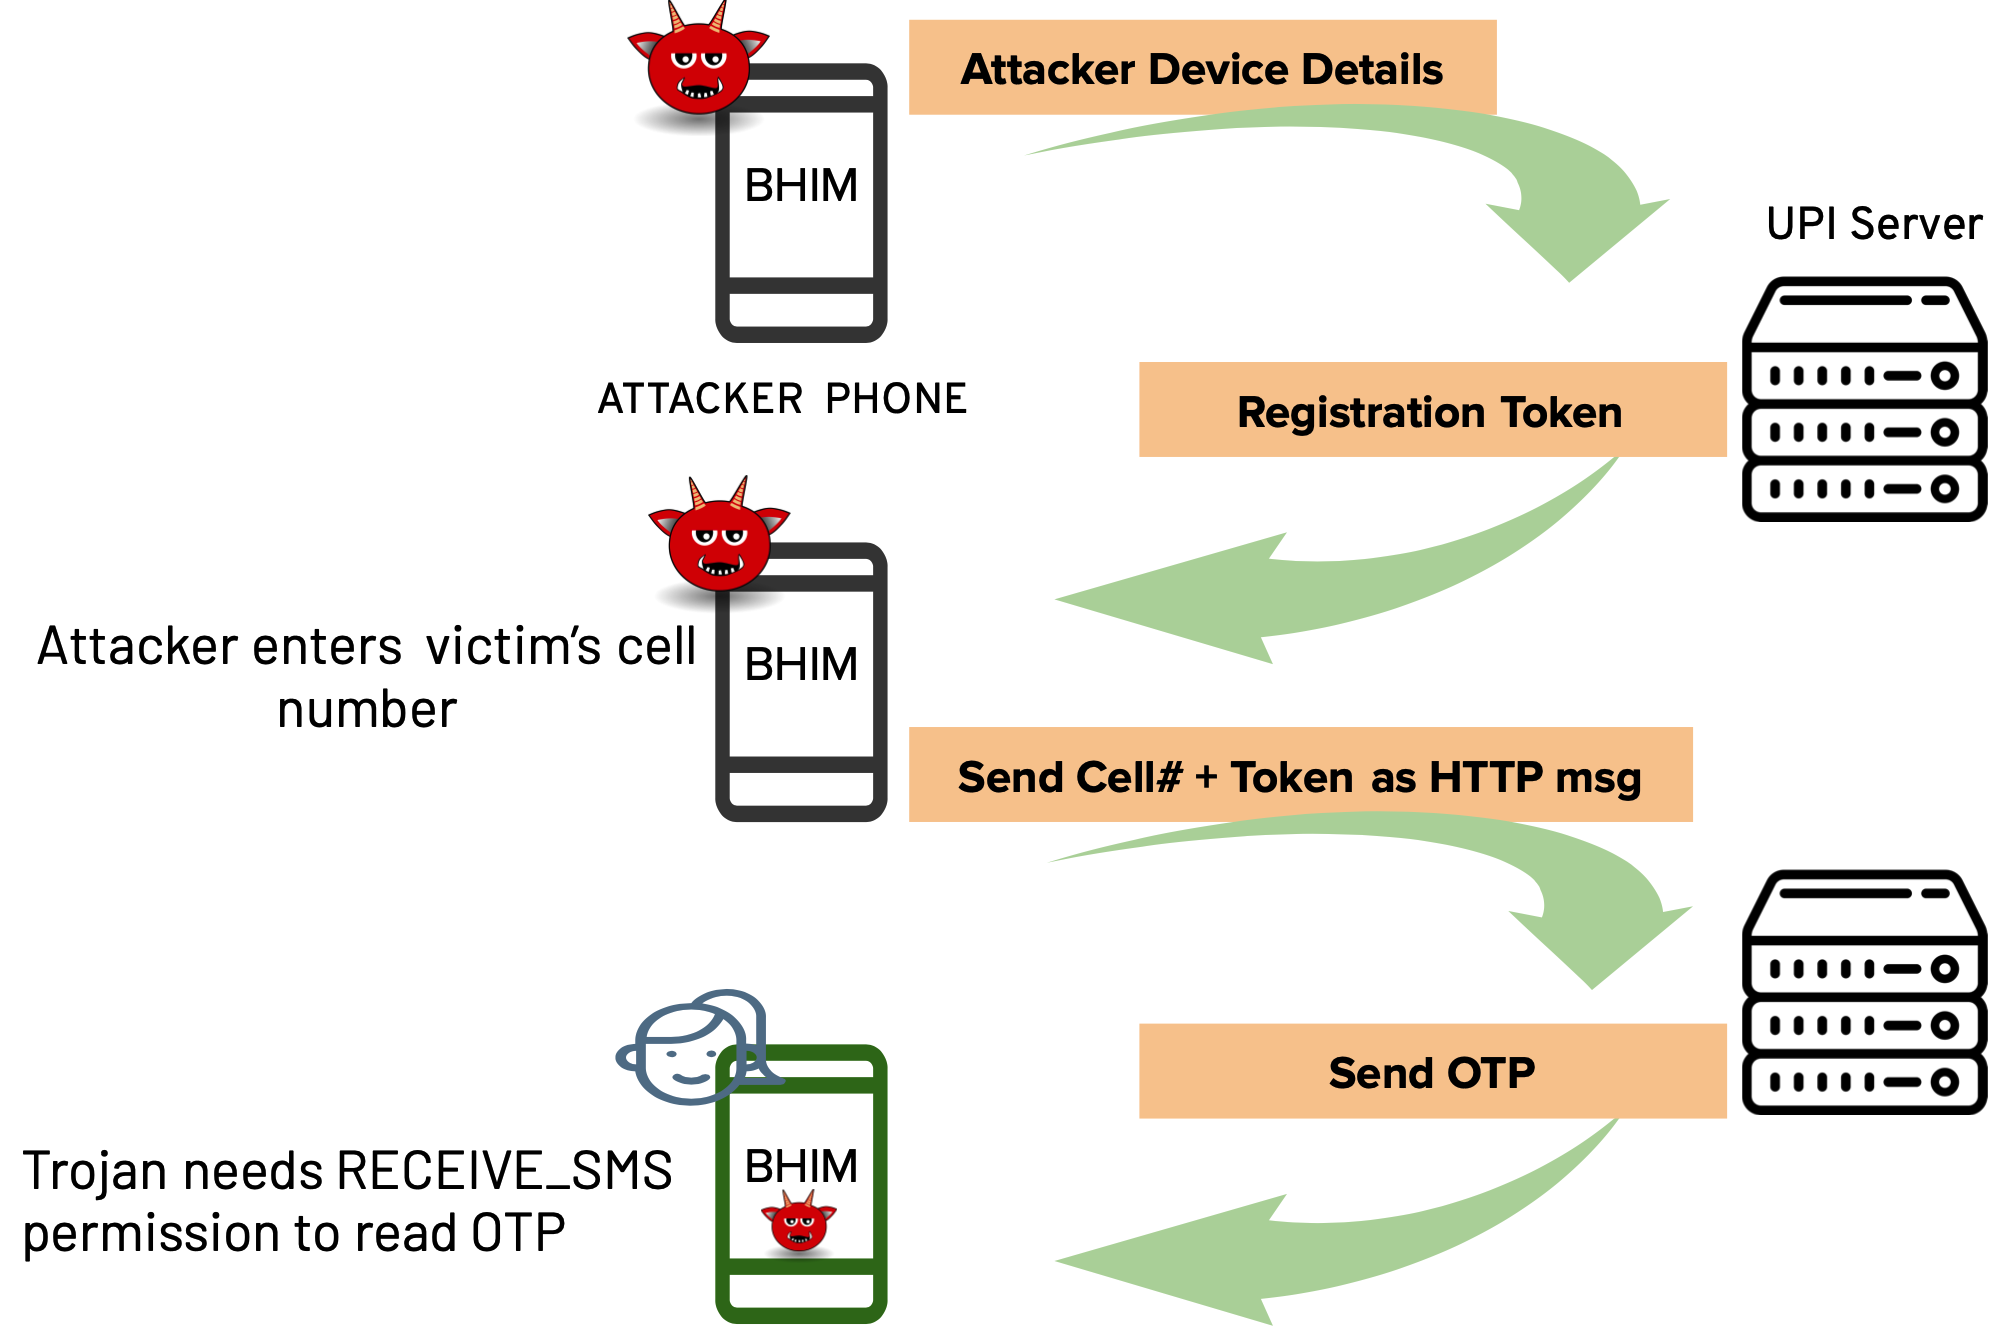 Attacker Device Details
BHIM
UPI Server
ATTACKER PHONE
Registration Token
Attacker enters victim's cell
number
BHIM
Send Cell# + Token as HTTP msg
Send OTP
BHIM
Trojan needs RECEIVE_SMS
permission to read OTP